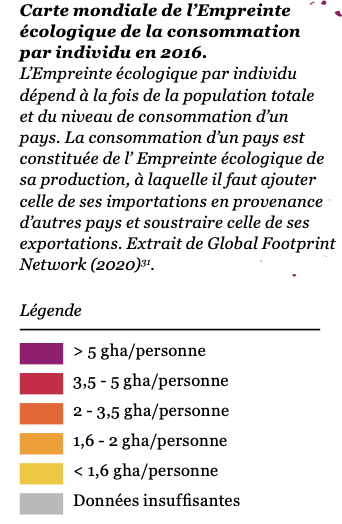 Carte mondiale de l’Empreinte
écologique de la consommation
par individu en 2016.
L’Empreinte écologique par individu
dépend à la fois de la population totale
et du niveau de consommation d’un
pays. La consommation d’un pays est
constituée de l’ Empreinte écologique de
sa production, à laquelle il faut ajouter
celle de ses importations en provenance
d’autres pays et soustraire celle de ses
exportations. Extrait de Global Footprint
Network (2020)³¹.
Légende
> 5 gha/personne
3,5 - 5 gha/personne
2 - 3,5 gha/personne
1,6 - 2 gha/personne
< 1,6 gha/personne
Données insuffisantes